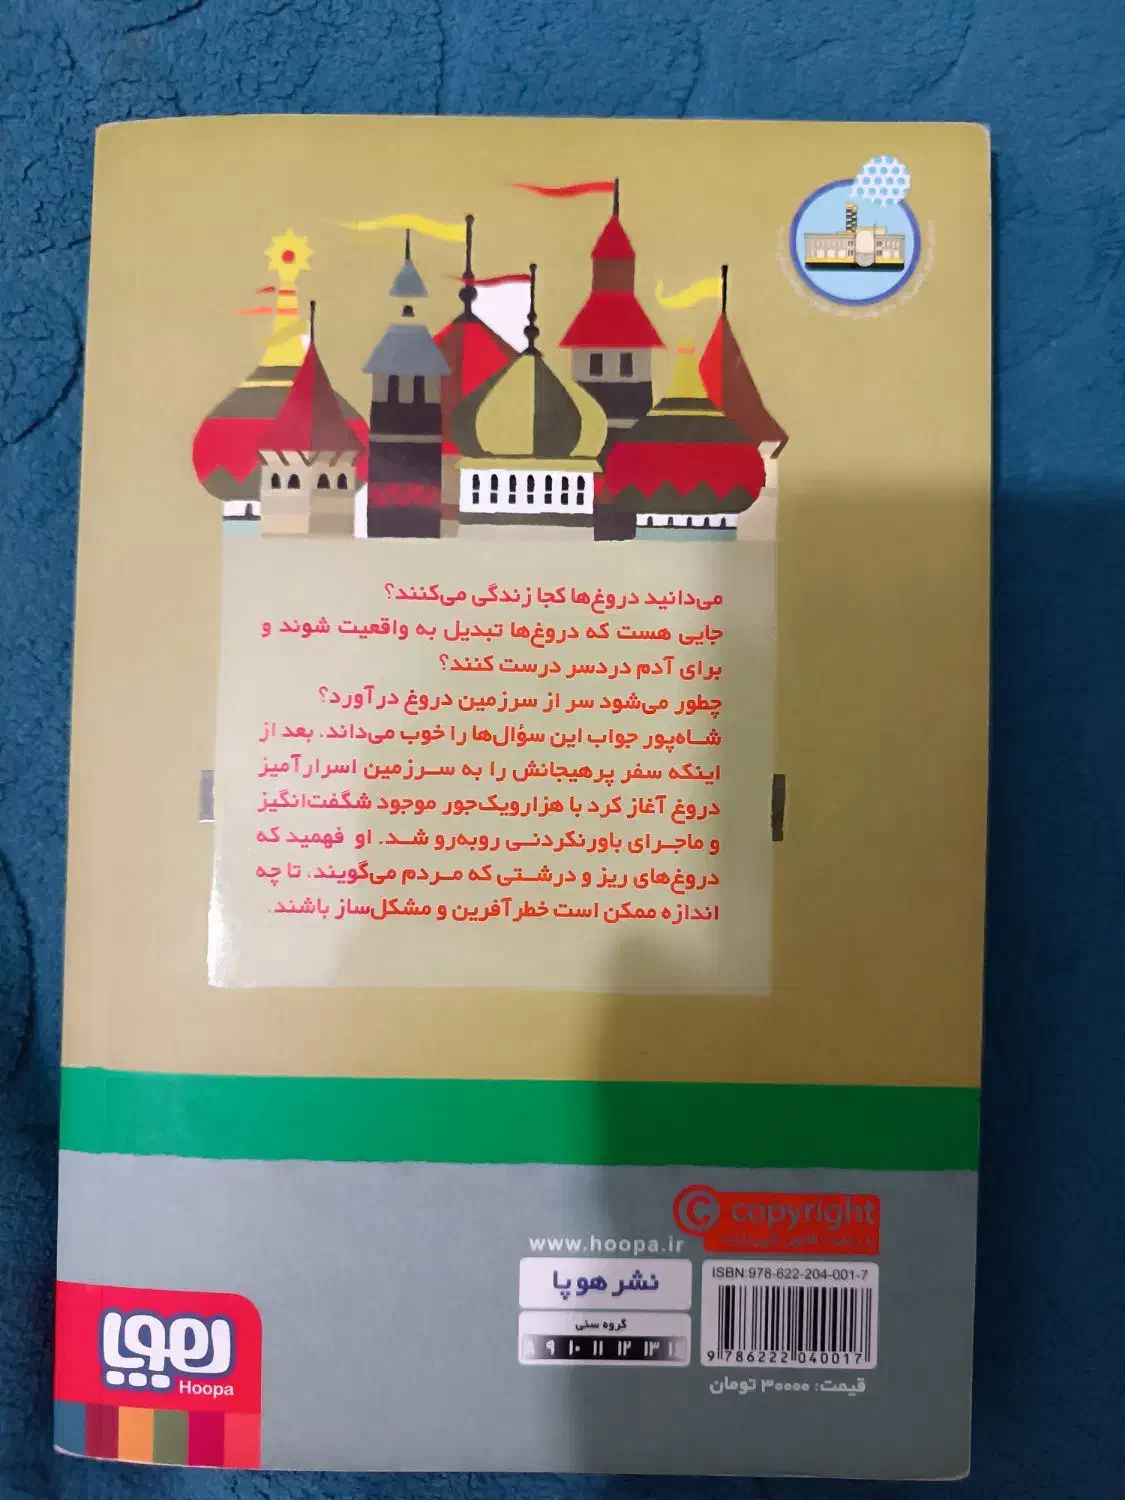 می‌دانید دروغ‌ها کجا زندگی می‌کنند؟
جایی هست که دروغ‌ها تبدیل به واقعیت شوند و
برای آدم دردسر درست کنند؟
چطور می‌شود سر از سرزمین دروغ درآورد؟
شاه‌پور جواب این سؤال‌ها را خوب می‌داند. بعد از
اینکه سفر پرهیجانش را به سرزمین اسرارآمیز
دروغ آغاز کرد با هزارویک‌جور موجود شگفت‌انگیز
و ماجرای باورنکردنی روبه‌رو شد. او فهمید که
دروغ‌های ریز و درشتی که مردم می‌گویند، تا چه
اندازه ممکن است خطرآفرین و مشکل‌ساز باشند.
© copyright
www.hoopa.ir
ISBN:978-622-204-001-7
نشر هوپا
گروه سنی
۸ ۹ ۱۰ ۱۱ ۱۲ ۱۳
9 786222 040017
قیمت: ۳۰۰۰۰ تومان
هوپا
Hoopa